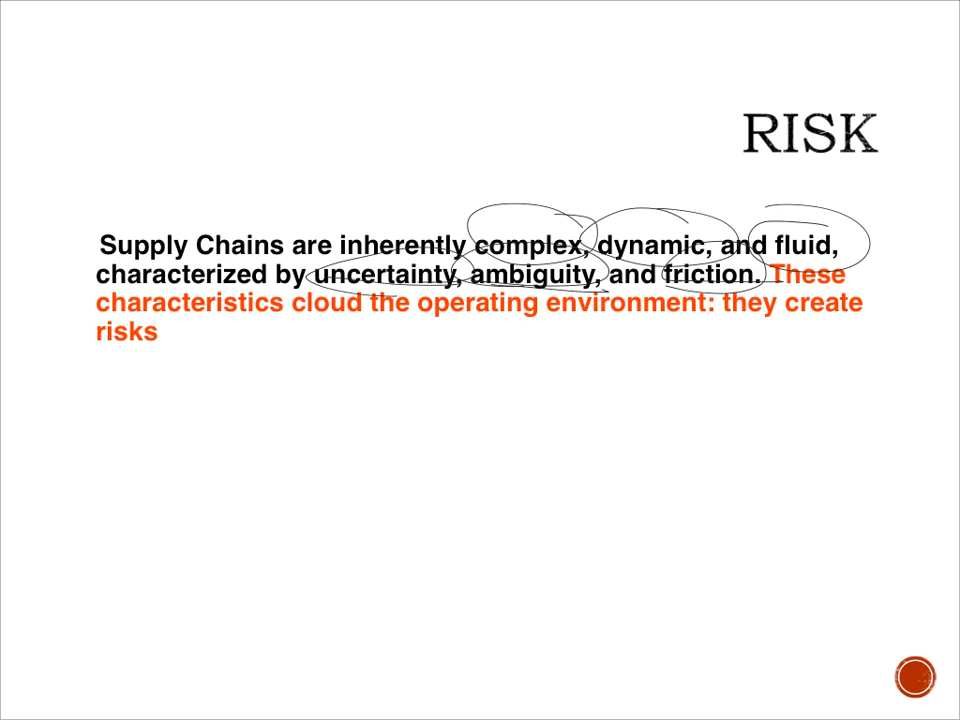 RISK
Supply Chains are inherently complex, dynamic, and fluid,
characterized by uncertainty, ambiguity, and friction. These
characteristics cloud the operating environment: they create
risks